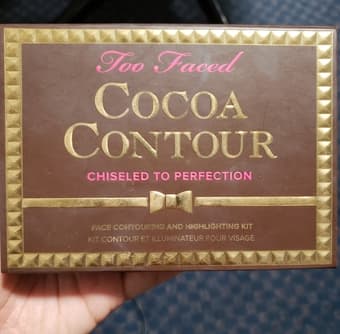 Too Faced
COCOA
CONTOUR
CHISELED TO PERFECTION
FACE CONTOURING AND HIGHLIGHTING KIT
KIT CONTOUR ET ILLUMINATEUR POUR VISAGE